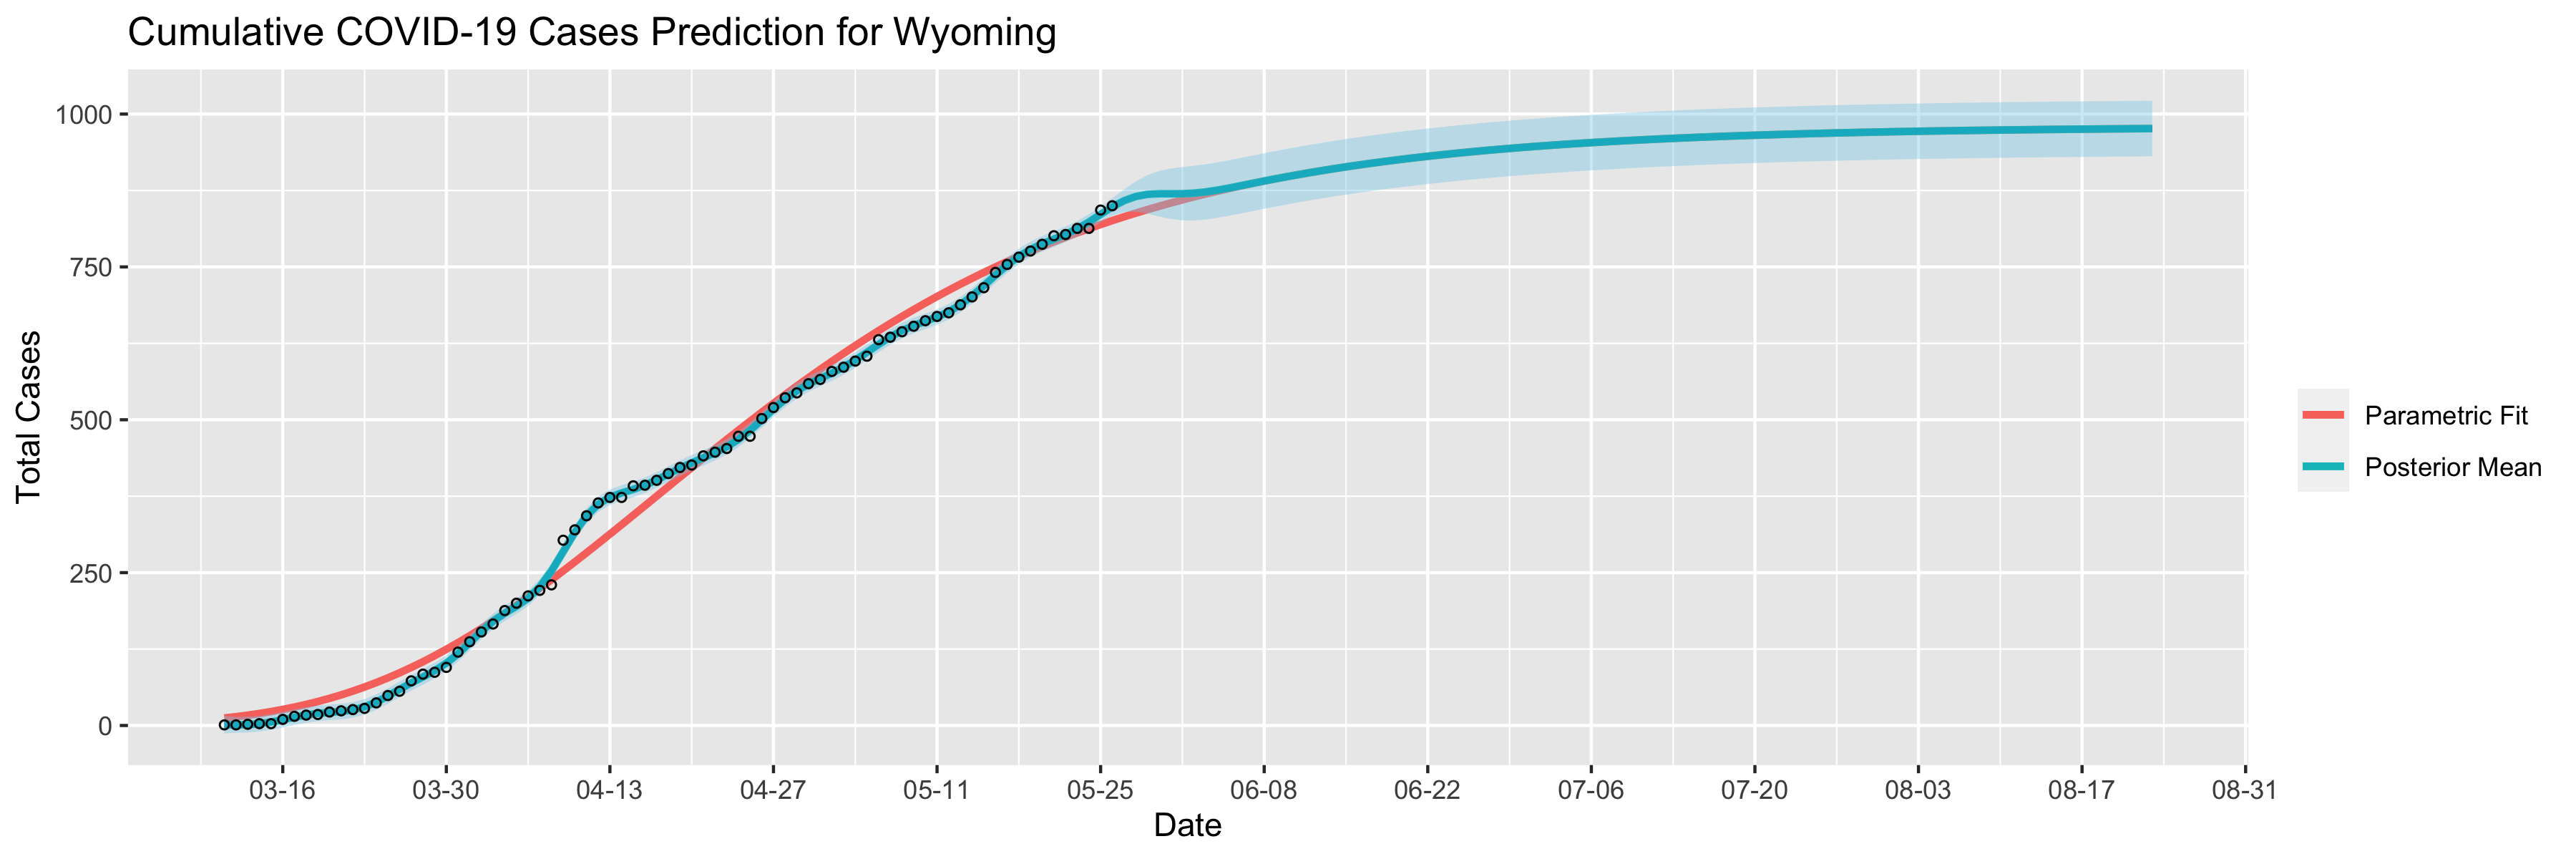 Cumulative COVID-19 Cases Prediction for Wyoming
1000
750
500
250
0
Total Cases
03-16 03-30 04-13 04-27 05-11 05-25 06-08 06-22 07-06 07-20 08-03 08-17 08-31
Date
Parametric Fit
Posterior Mean